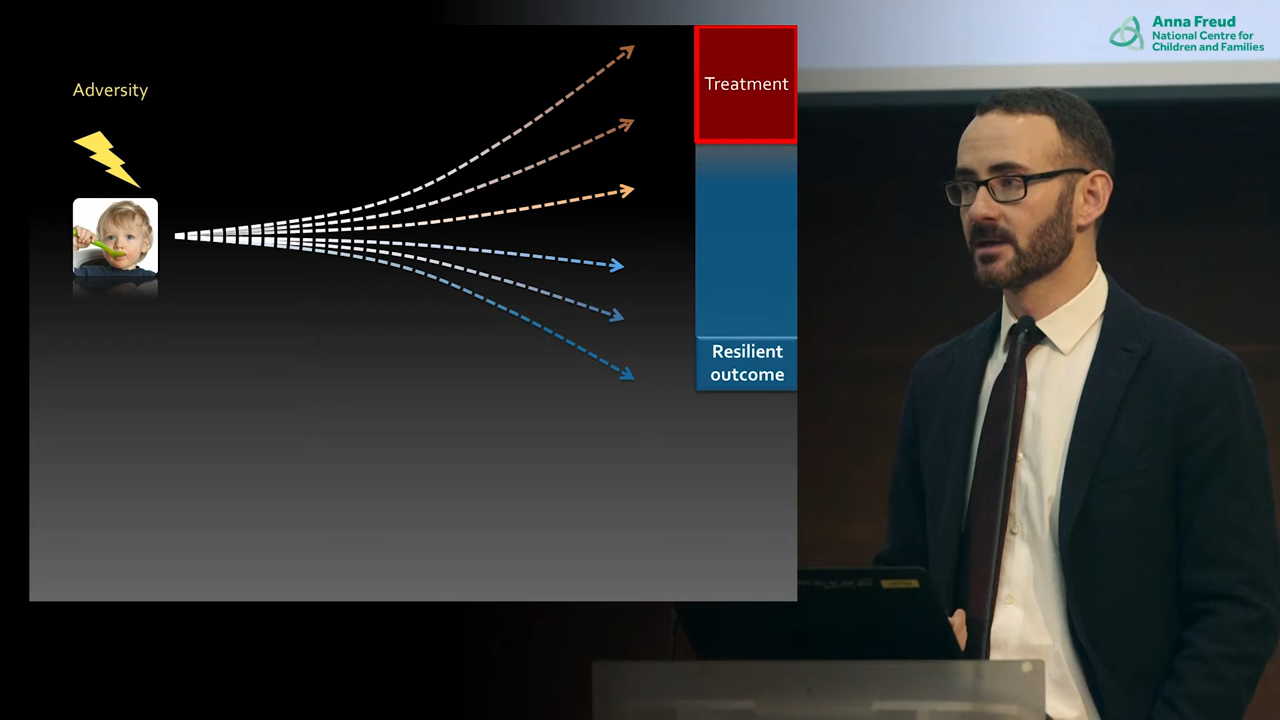 Adversity
Treatment
Resilient
outcome
Anna Freud
National Centre for
Children and Families